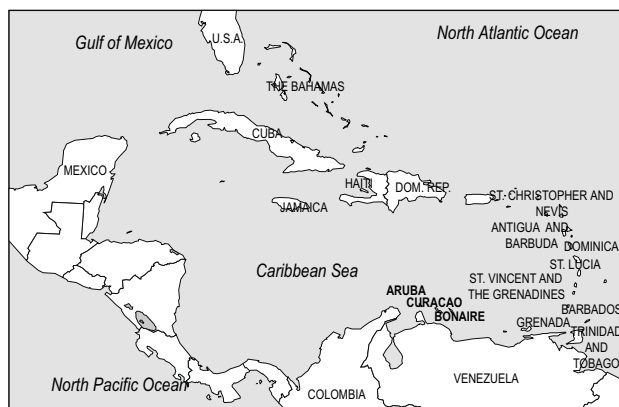 U.S.A.
North Atlantic Ocean
Gulf of Mexico
THE BAHAMAS
CUBA
MEXICO
HAITI
DOM. REP.
JAMAICA
ST. CHRISTOPHER AND
NEVIS
ANTIGUA AND
BARBUDA
DOMINICA
ST. LUCIA
Caribbean Sea
ST. VINCENT AND
THE GRENADINES
ARUBA
CURACAO
BONAIRE
BARBADOS
GRENADA
TRINIDAD
AND
TOBAGO
North Pacific Ocean
COLOMBIA
VENEZUELA